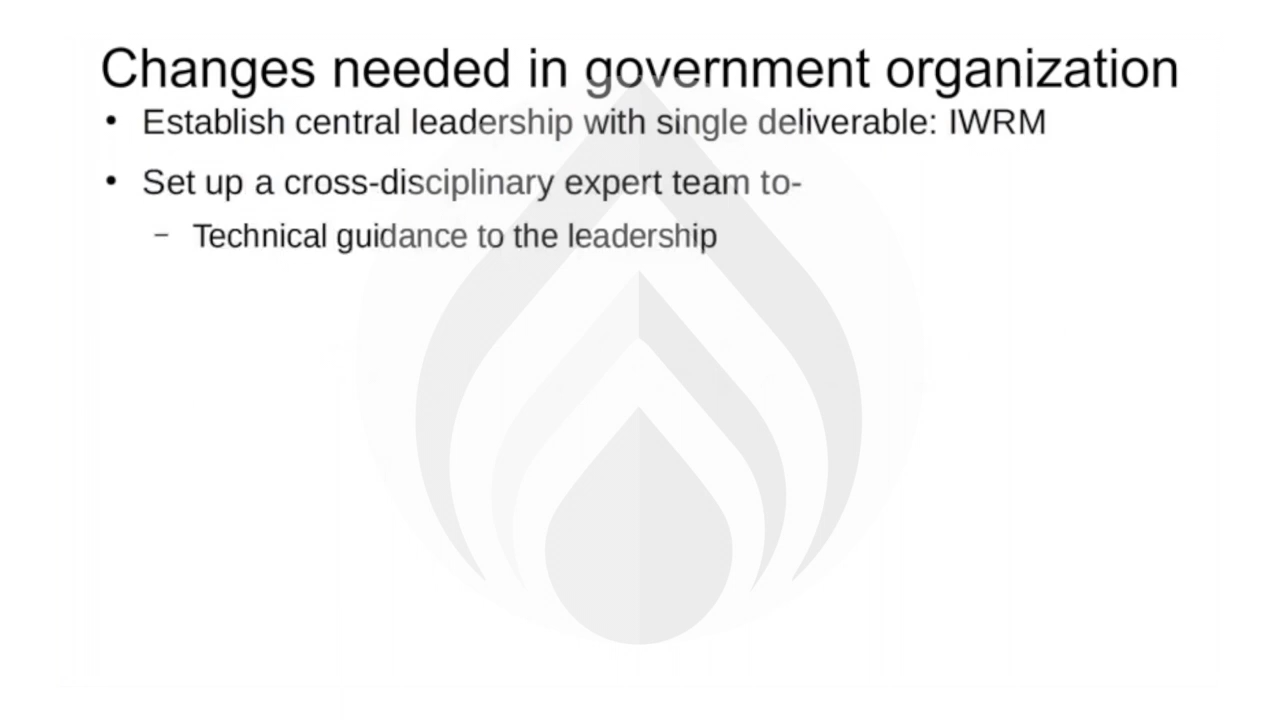 Changes needed in government organization
• Establish central leadership with single deliverable: IWRM
• Set up a cross-disciplinary expert team to-
– Technical guidance to the leadership